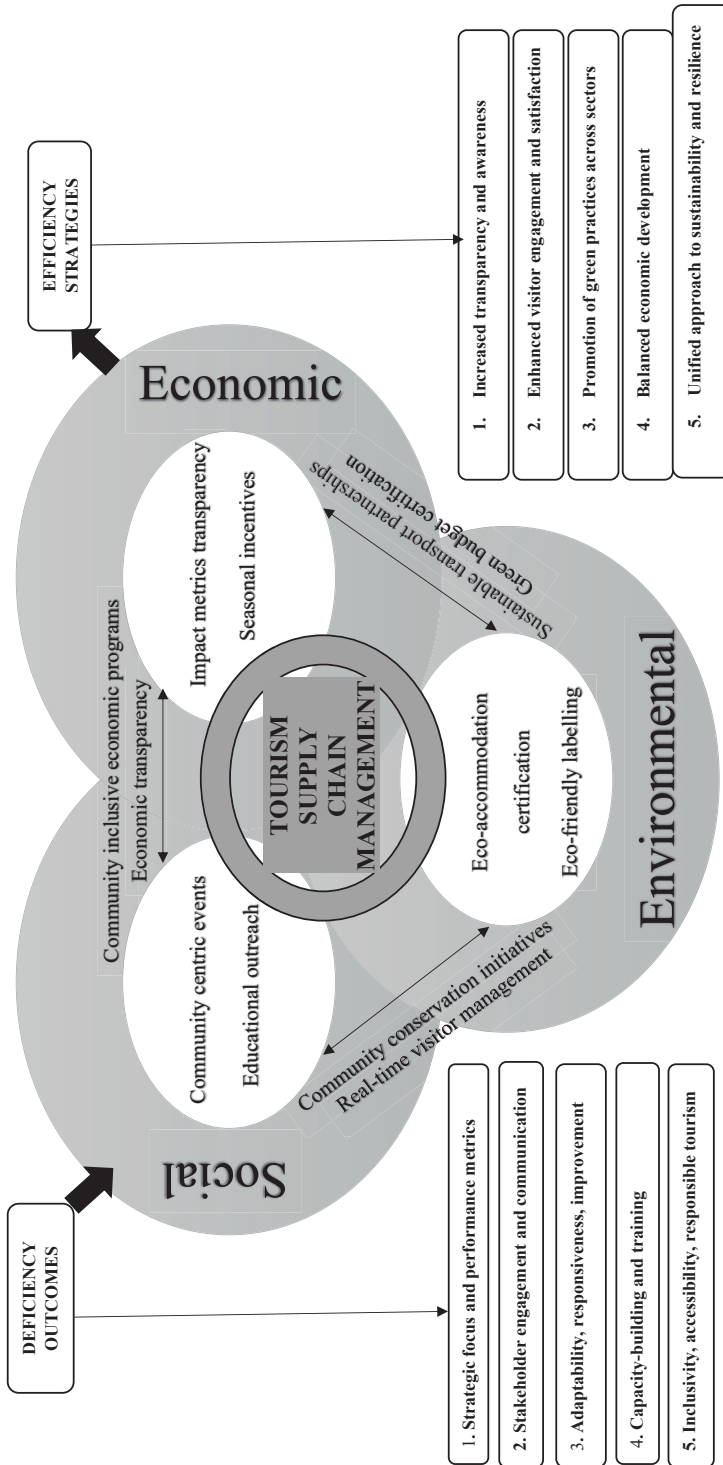 DEFICIENCY
OUTCOMES
1. Strategic focus and performance metrics
2. Stakeholder engagement and communication
3. Adaptability, responsiveness, improvement
4. Capacity-building and training
5. Inclusivity, accessibility, responsible tourism
Social
Community centric events
Educational outreach
Community inclusive economic programs
Economic transparency
Economic
Impact metrics transparency
Seasonal incentives
TOURISM
SUPPLY
CHAIN
MANAGEMENT
Community conservation initiatives
Real-time visitor management
Sustainable transport partnerships
Green budget certification
Eco-accommodation
certification
Eco-friendly labelling
Environmental
EFFICIENCY
STRATEGIES
1. Increased transparency and awareness
2. Enhanced visitor engagement and satisfaction
3. Promotion of green practices across sectors
4. Balanced economic development
5. Unified approach to sustainability and resilience